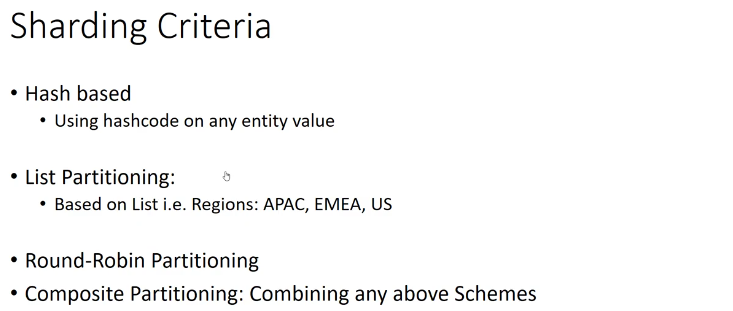 Sharding Criteria
• Hash based
• Using hashcode on any entity value
• List Partitioning:
• Based on List i.e. Regions: APAC, EMEA, US
• Round-Robin Partitioning
• Composite Partitioning: Combining any above Schemes